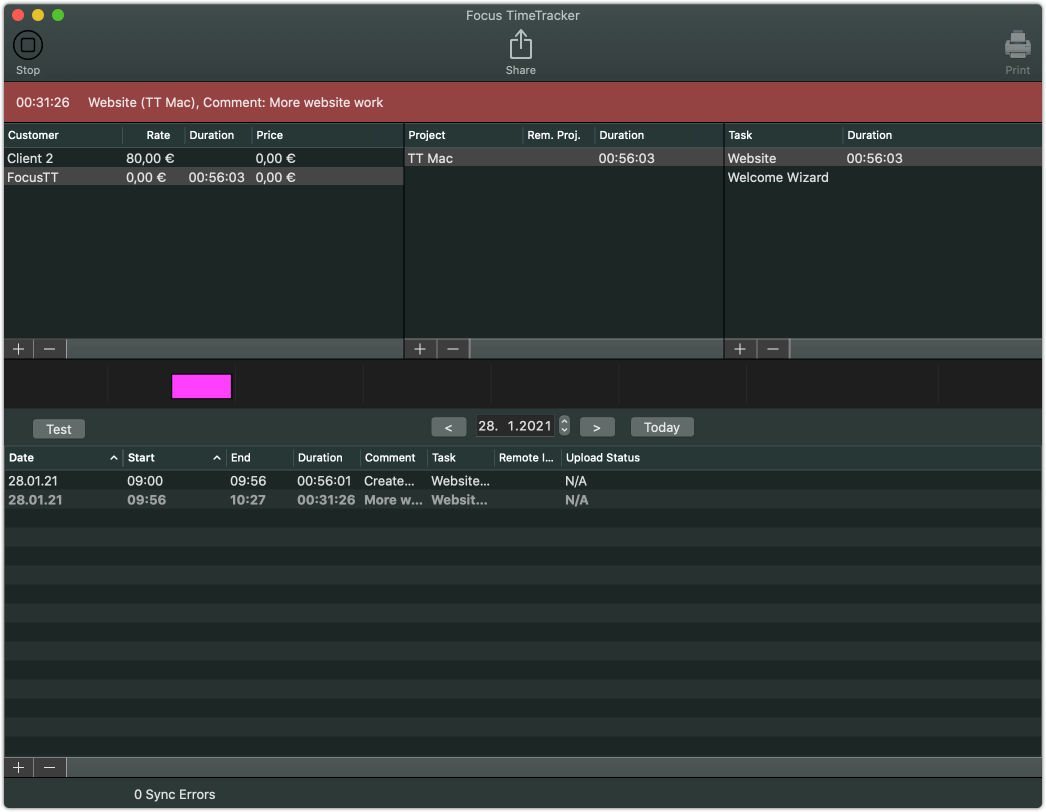 Focus TimeTracker
Stop
Share
Print
00:31:26 Website (TT Mac), Comment: More website work
Customer Rate Duration Price
Client 2 80,00 € 0,00 €
FocusTT 0,00 € 00:56:03 0,00 €
Project Rem. Proj. Duration
TT Mac 00:56:03
Task Duration
Website 00:56:03
Welcome Wizard
+ − + − + −
Test < 28. 1.2021 > Today
Date Start End Duration Comment Task Remote I... Upload Status
28.01.21 09:00 09:56 00:56:01 Create... Website... N/A
28.01.21 09:56 10:27 00:31:26 More w... Websit... N/A
+ −
0 Sync Errors